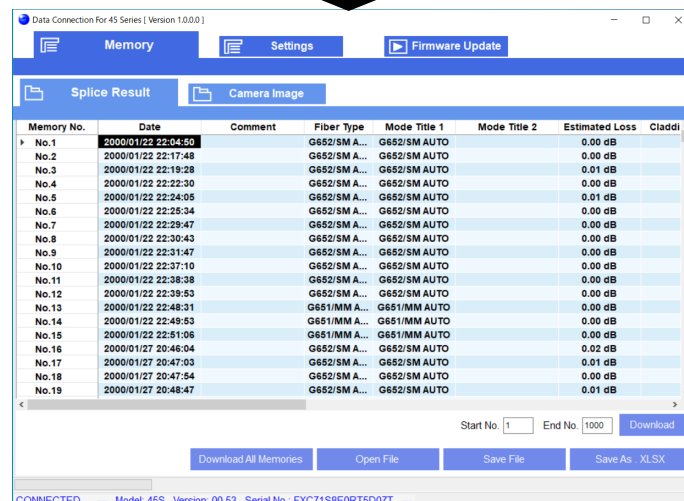 Data Connection For 45 Series [ Version 1.0.0.0 ]
Memory Settings Firmware Update
Splice Result Camera Image
Memory No. Date Comment Fiber Type Mode Title 1 Mode Title 2 Estimated Loss Claddi
No.1 2000/01/22 22:04:50 G652/SM A... G652/SM AUTO 0.00 dB
No.2 2000/01/22 22:17:48 G652/SM A... G652/SM AUTO 0.00 dB
No.3 2000/01/22 22:19:28 G652/SM A... G652/SM AUTO 0.01 dB
No.4 2000/01/22 22:22:30 G652/SM A... G652/SM AUTO 0.00 dB
No.5 2000/01/22 22:24:05 G652/SM A... G652/SM AUTO 0.01 dB
No.6 2000/01/22 22:25:34 G652/SM A... G652/SM AUTO 0.00 dB
No.7 2000/01/22 22:29:47 G652/SM A... G652/SM AUTO 0.00 dB
No.8 2000/01/22 22:30:43 G652/SM A... G652/SM AUTO 0.00 dB
No.9 2000/01/22 22:31:47 G652/SM A... G652/SM AUTO 0.00 dB
No.10 2000/01/22 22:37:10 G652/SM A... G652/SM AUTO 0.00 dB
No.11 2000/01/22 22:38:38 G652/SM A... G652/SM AUTO 0.00 dB
No.12 2000/01/22 22:39:53 G652/SM A... G652/SM AUTO 0.00 dB
No.13 2000/01/22 22:48:31 G651/MM A... G651/MM AUTO 0.00 dB
No.14 2000/01/22 22:49:53 G651/MM A... G651/MM AUTO 0.00 dB
No.15 2000/01/22 22:51:06 G651/MM A... G651/MM AUTO 0.00 dB
No.16 2000/01/27 20:46:04 G652/SM A... G652/SM AUTO 0.02 dB
No.17 2000/01/27 20:47:03 G652/SM A... G652/SM AUTO 0.01 dB
No.18 2000/01/27 20:47:54 G652/SM A... G652/SM AUTO 0.00 dB
No.19 2000/01/27 20:48:47 G652/SM A... G652/SM AUTO 0.01 dB
Start No. 1 End No. 1000 Download
Download All Memories Open File Save File Save As . XLSX
CONNECTED Model: 45S Version: 00.53 Serial No.: